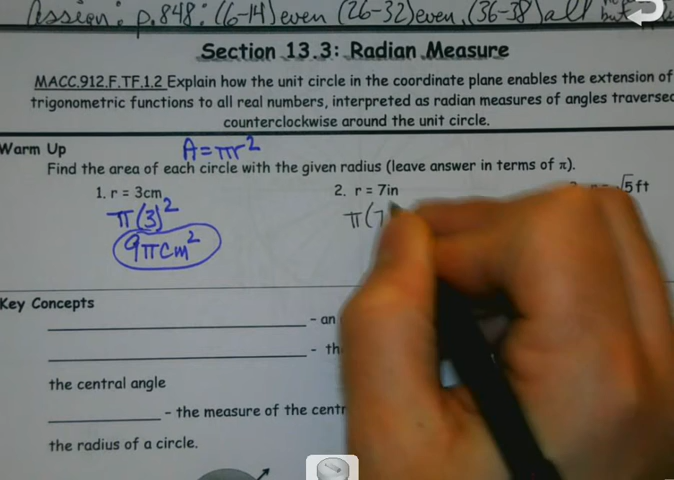 Assign: p.848: (6-14)even (26-32)even, (36-38)all but
Section 13.3: Radian Measure
MACC.912.F.TF.1.2 Explain how the unit circle in the coordinate plane enables the extension of
trigonometric functions to all real numbers, interpreted as radian measures of angles traversed
counterclockwise around the unit circle.
Warm Up A=πr²
Find the area of each circle with the given radius (leave answer in terms of π).
1. r = 3cm 2. r = 7in √5 ft
π(3)² π(7
9πcm²
Key Concepts
- an
- th
the central angle
- the measure of the centr
the radius of a circle.